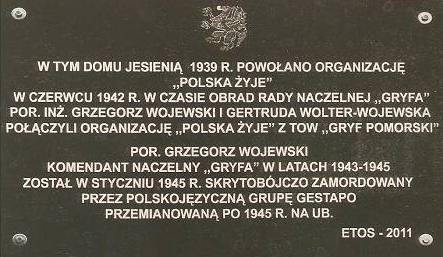 W TYM DOMU JESIENIĄ 1939 R. POWOŁANO ORGANIZACJĘ
,,POLSKA ŻYJE”
W CZERWCU 1942 R. W CZASIE OBRAD RADY NACZELNEJ ,,GRYFA”
POR. INŻ. GRZEGORZ WOJEWSKI I GERTRUDA WOLTER-WOJEWSKA
POŁĄCZYLI ORGANIZACJĘ ,,POLSKA ŻYJE” Z TOW ,,GRYF POMORSKI”
POR. GRZEGORZ WOJEWSKI
KOMENDANT NACZELNY ,,GRYFA” W LATACH 1943-1945
ZOSTAŁ W STYCZNIU 1945 R. SKRYTOBÓJCZO ZAMORDOWANY
PRZEZ POLSKOJĘZYCZNĄ GRUPĘ GESTAPO
PRZEMIANOWANĄ PO 1945 R. NA UB.
ETOS - 2011